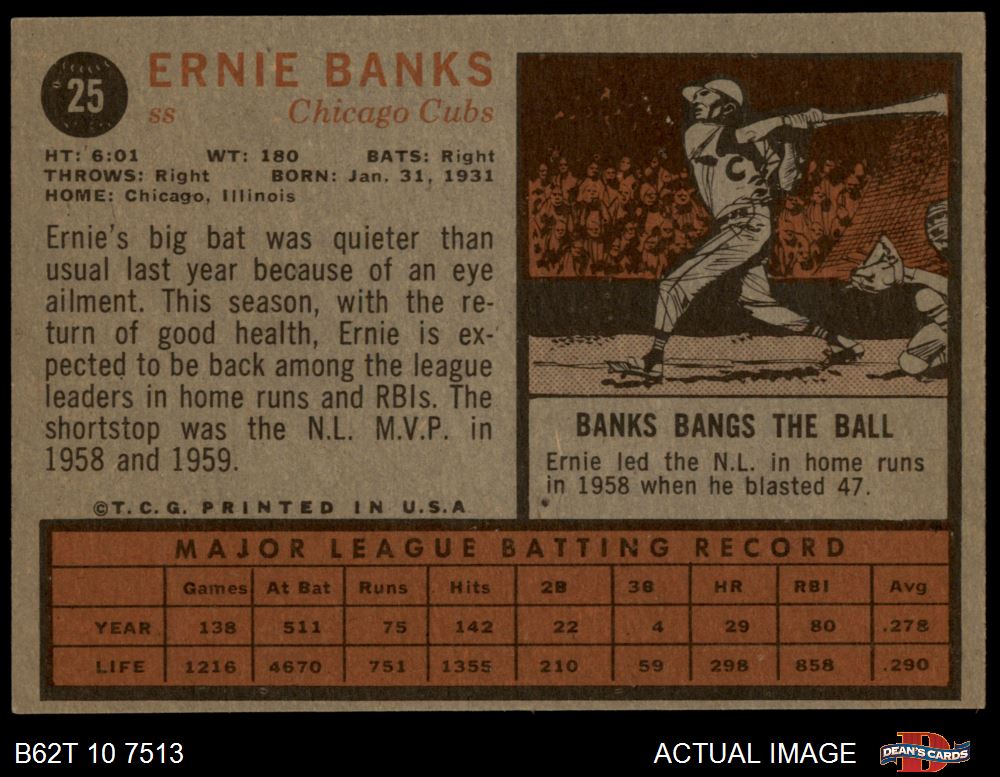 25
ERNIE BANKS
ss Chicago Cubs
HT: 6:01 WT: 180 BATS: Right
THROWS: Right BORN: Jan. 31, 1931
HOME: Chicago, Illinois
Ernie's big bat was quieter than
usual last year because of an eye
ailment. This season, with the re-
turn of good health, Ernie is ex-
pected to be back among the league
leaders in home runs and RBIs. The
shortstop was the N.L. M.V.P. in
1958 and 1959.
©T.C.G. PRINTED IN U.S.A
C
BANKS BANGS THE BALL
Ernie led the N.L. in home runs
in 1958 when he blasted 47.
MAJOR LEAGUE BATTING RECORD
Games At Bat Runs Hits 2B 3B HR RBI Avg
YEAR 138 511 75 142 22 4 29 80 .278
LIFE 1216 4670 751 1355 210 59 298 858 .290
B62T 10 7513 ACTUAL IMAGE
D
DEAN'S CARDS